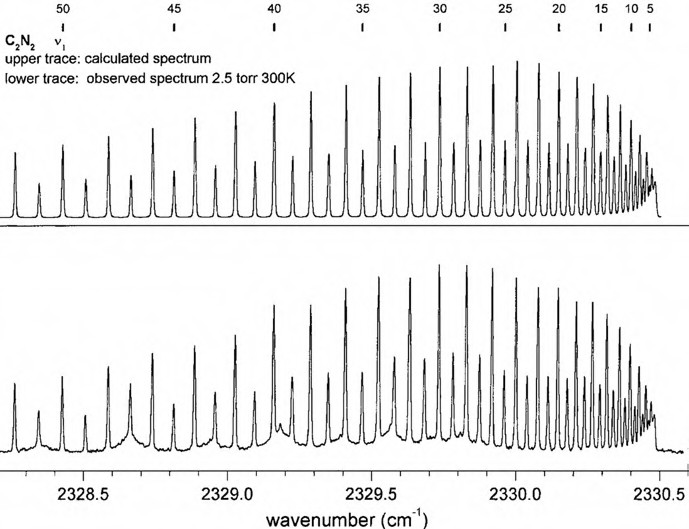 50 45 40 35 30 25 20 15 10 5
C₂N₂ ν₁
upper trace: calculated spectrum
lower trace: observed spectrum 2.5 torr 300K
2328.5 2329.0 2329.5 2330.0 2330.5
wavenumber (cm⁻¹)